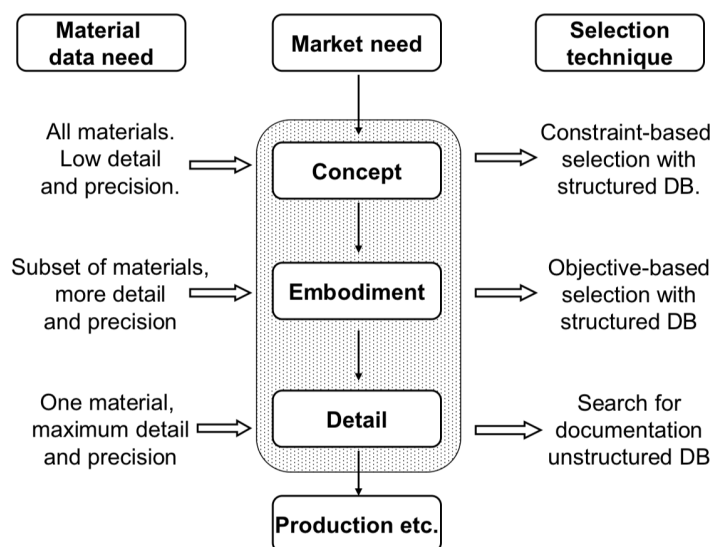 Material
data need
Market need
Selection
technique
All materials.
Low detail
and precision.
Concept
Constraint-based
selection with
structured DB.
Subset of materials,
more detail
and precision
Embodiment
Objective-based
selection with
structured DB
One material,
maximum detail
and precision
Detail
Search for
documentation
unstructured DB
Production etc.